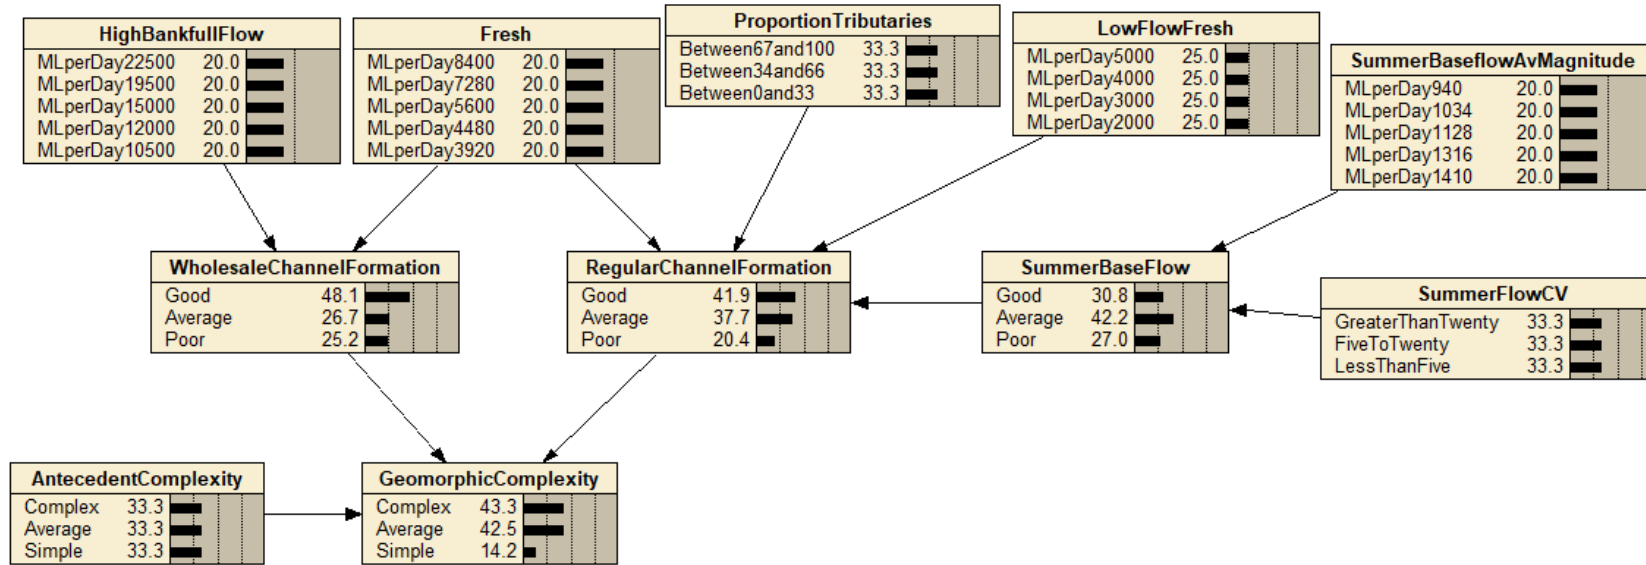 HighBankfullFlow
MLperDay22500 20.0
MLperDay19500 20.0
MLperDay15000 20.0
MLperDay12000 20.0
MLperDay10500 20.0
Fresh
MLperDay8400 20.0
MLperDay7280 20.0
MLperDay5600 20.0
MLperDay4480 20.0
MLperDay3920 20.0
ProportionTributaries
Between67and100 33.3
Between34and66 33.3
Between0and33 33.3
LowFlowFresh
MLperDay5000 25.0
MLperDay4000 25.0
MLperDay3000 25.0
MLperDay2000 25.0
SummerBaseflowAvMagnitude
MLperDay940 20.0
MLperDay1034 20.0
MLperDay1128 20.0
MLperDay1316 20.0
MLperDay1410 20.0
WholesaleChannelFormation
Good 48.1
Average 26.7
Poor 25.2
RegularChannelFormation
Good 41.9
Average 37.7
Poor 20.4
SummerBaseFlow
Good 30.8
Average 42.2
Poor 27.0
SummerFlowCV
GreaterThanTwenty 33.3
FiveToTwenty 33.3
LessThanFive 33.3
AntecedentComplexity
Complex 33.3
Average 33.3
Simple 33.3
GeomorphicComplexity
Complex 43.3
Average 42.5
Simple 14.2